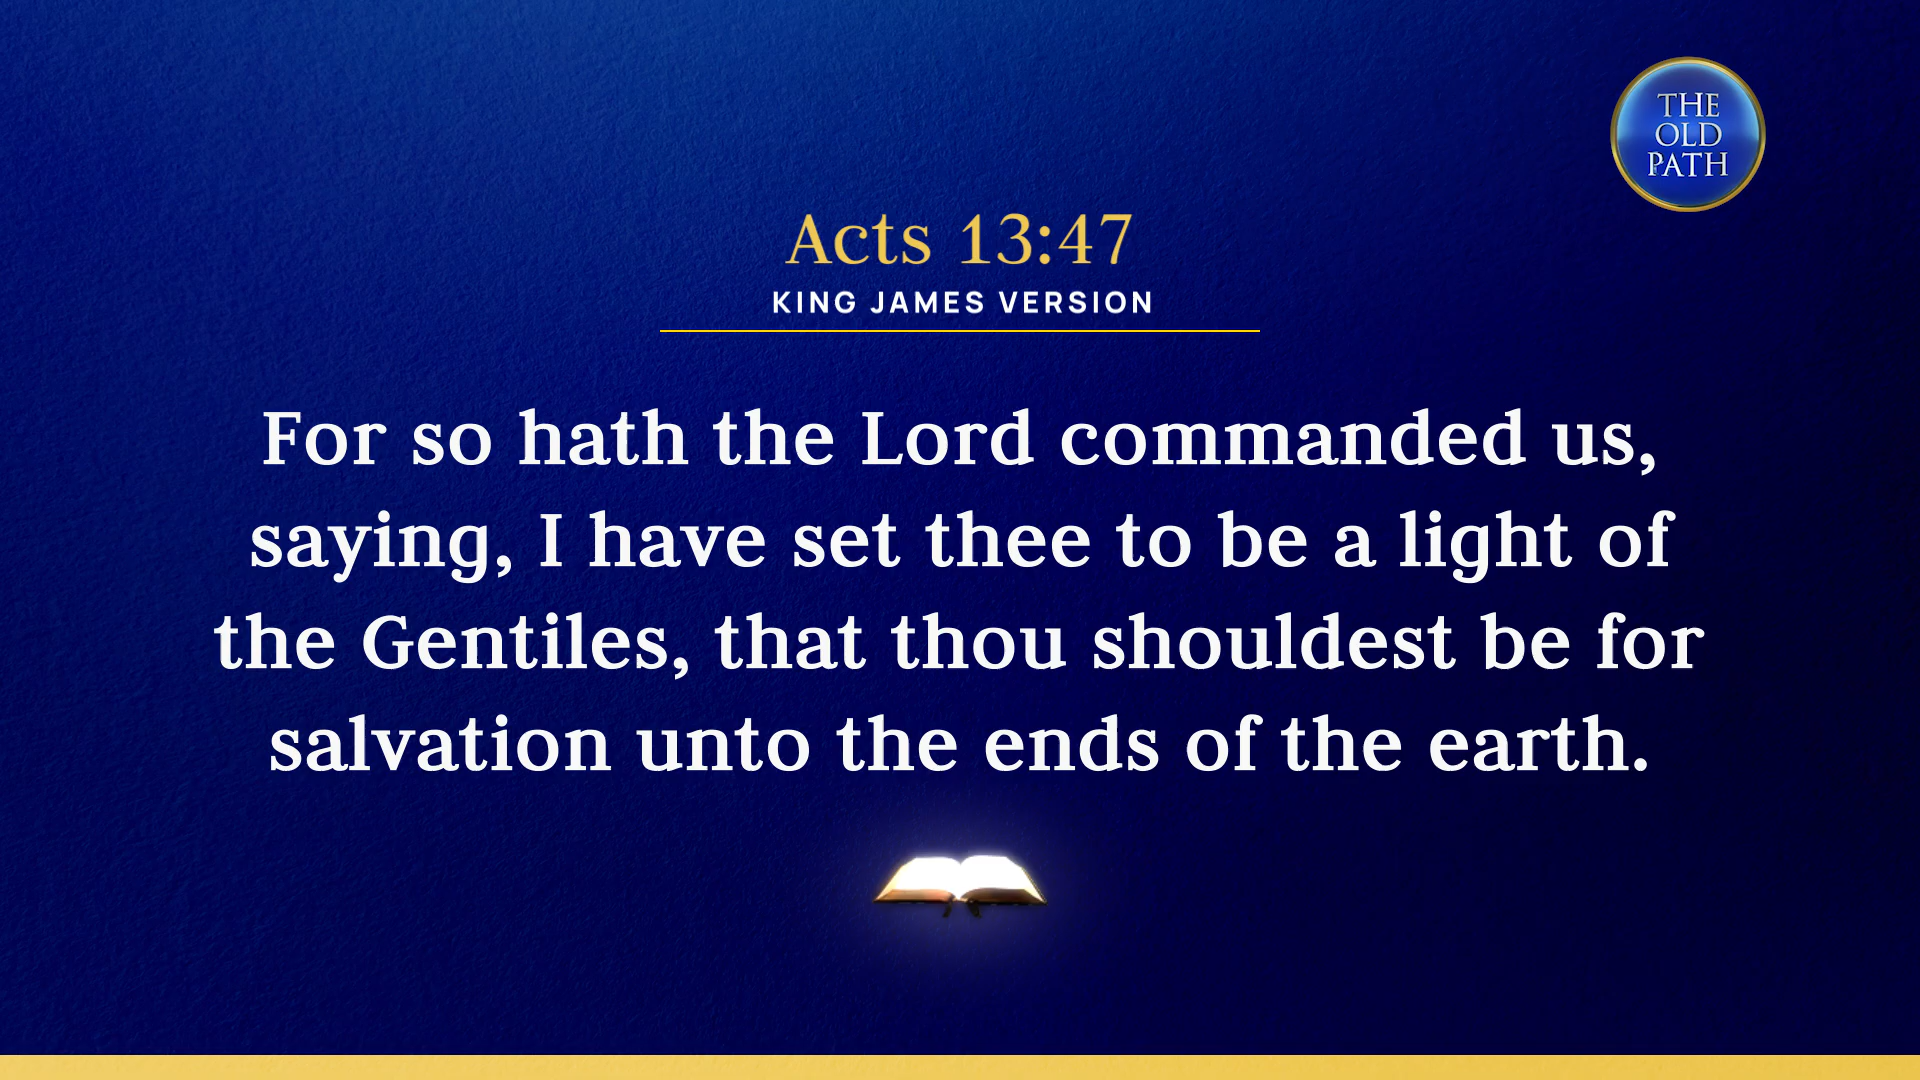 THE
OLD
PATH
Acts 13:47
KING JAMES VERSION
For so hath the Lord commanded us,
saying, I have set thee to be a light of
the Gentiles, that thou shouldest be for
salvation unto the ends of the earth.